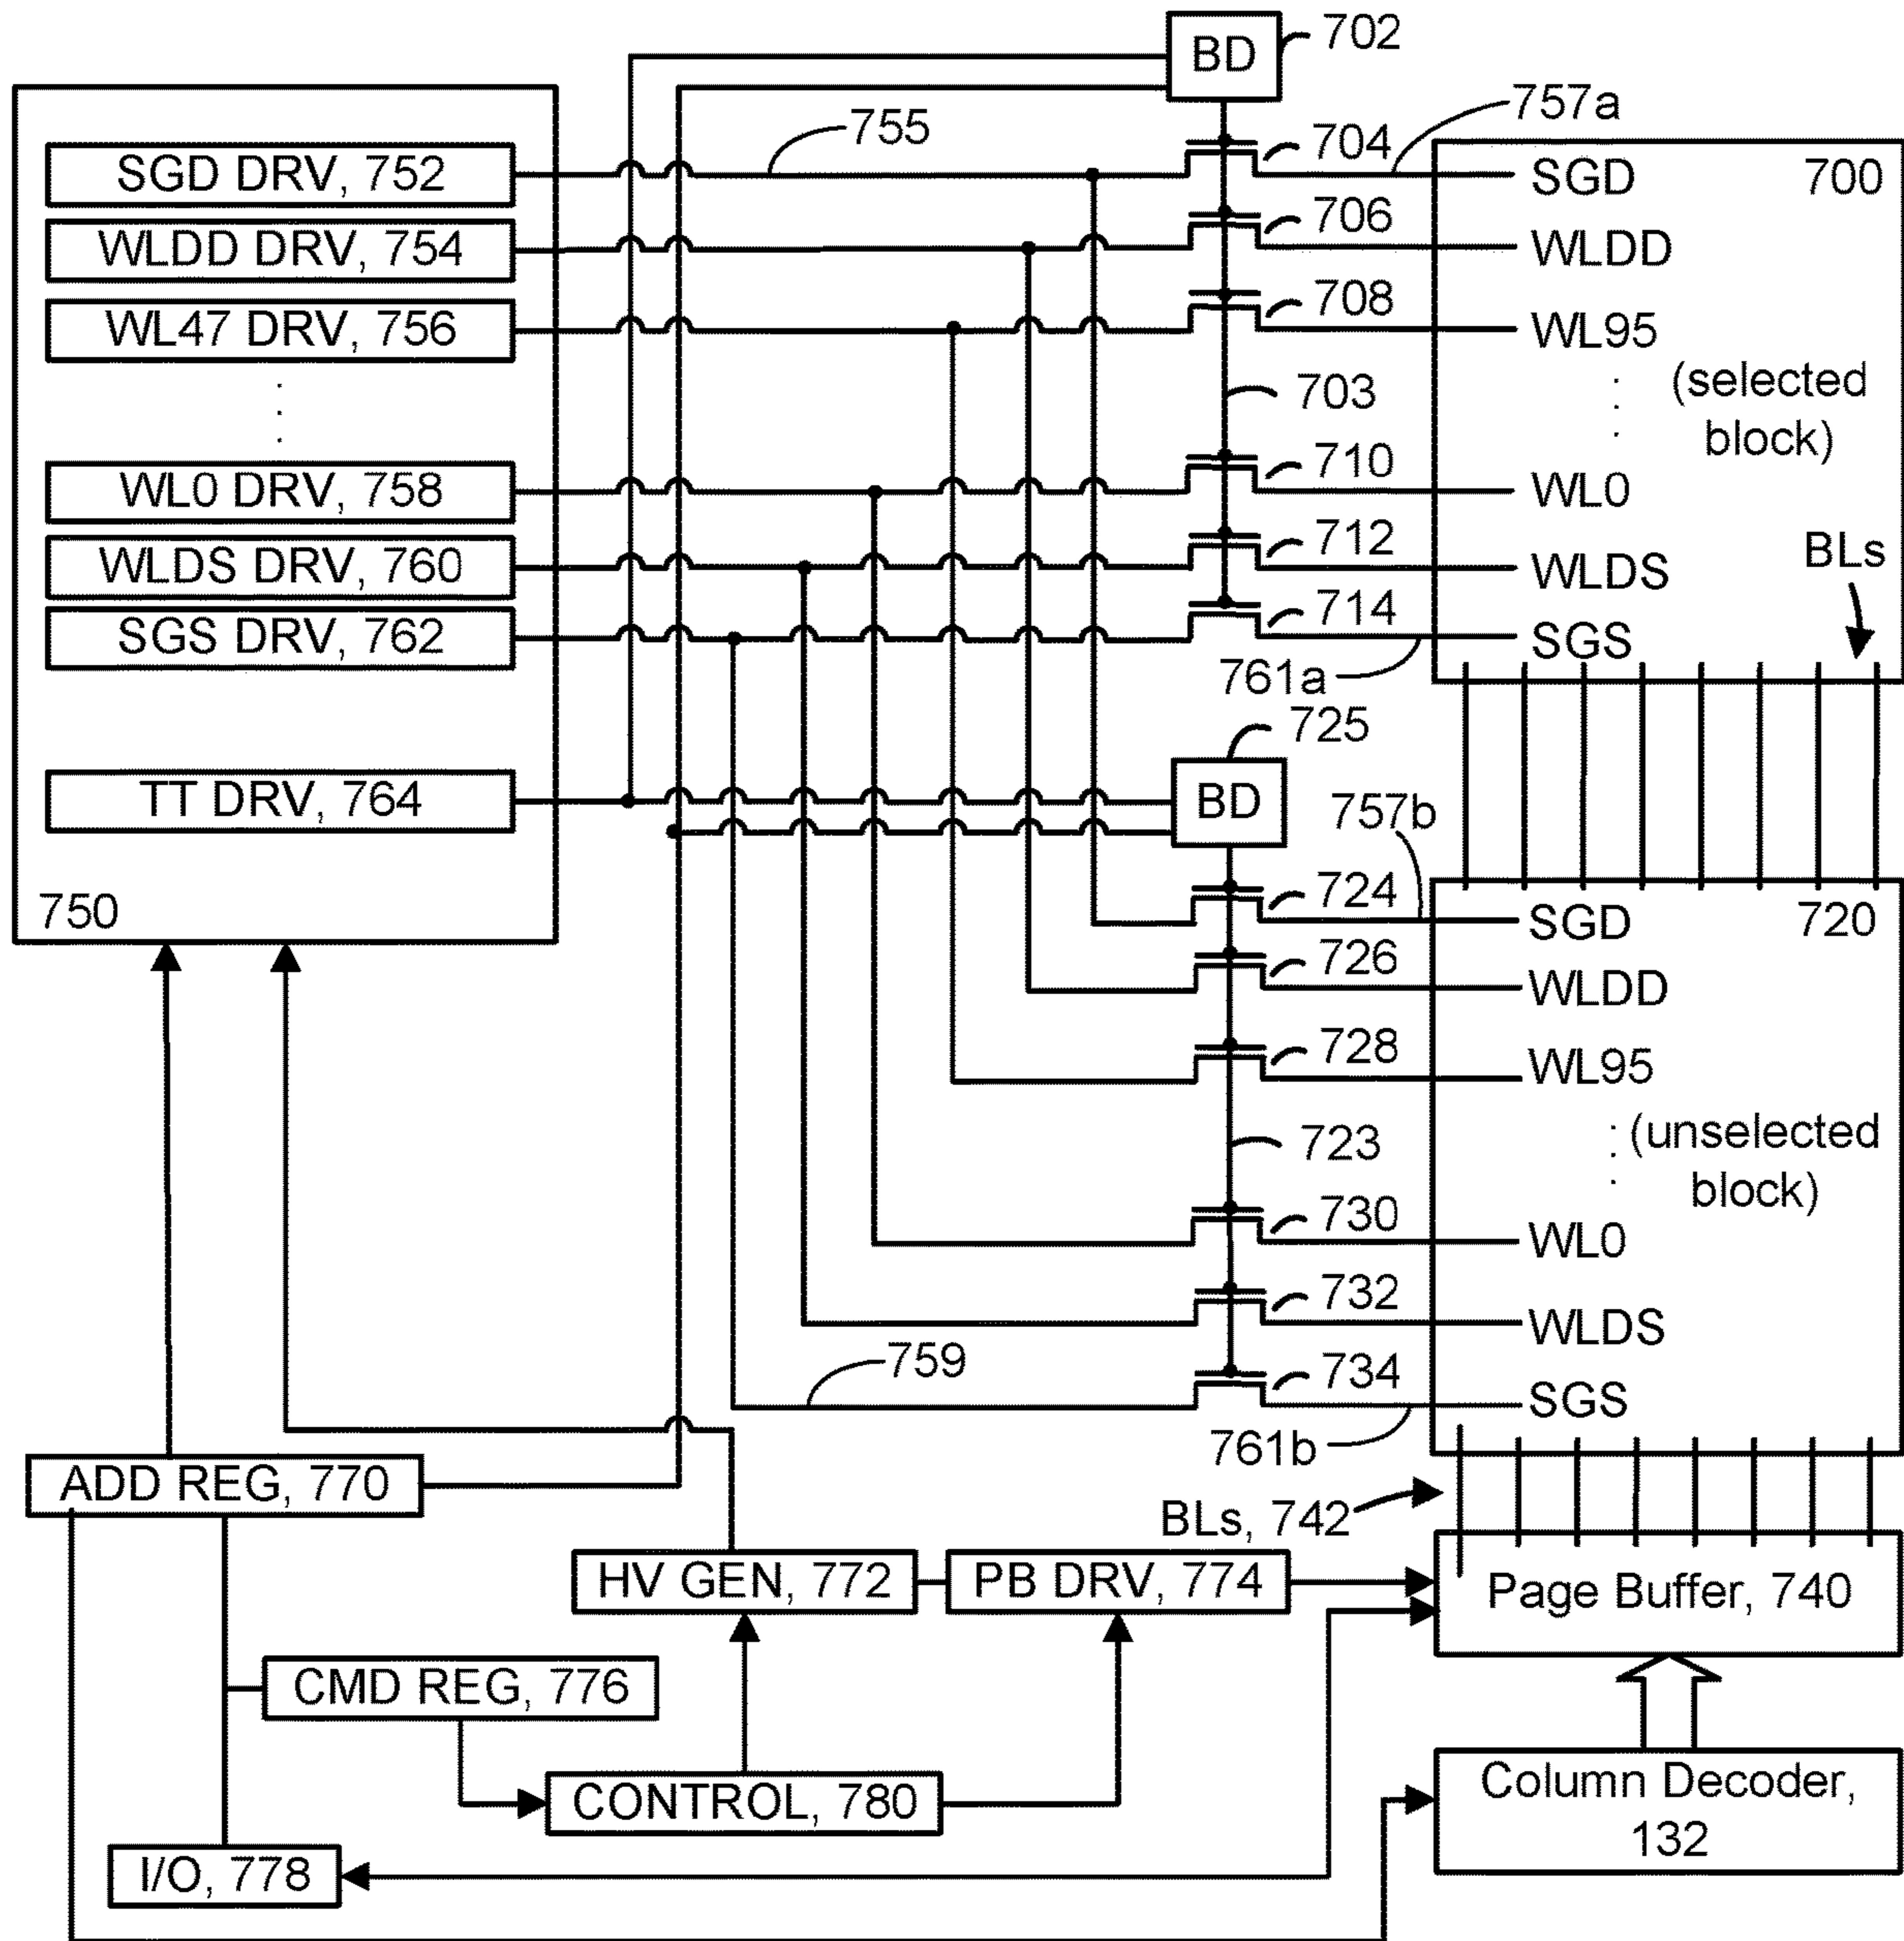 BD
702
757a
755
SGD DRV, 752
704
SGD
700
WLDD DRV, 754
706
WLDD
WL47 DRV, 756
708
WL95
703
(selected
block)
WL0 DRV, 758
710
WL0
WLDS DRV, 760
712
WLDS
BLs
SGS DRV, 762
714
SGS
761a
725
TT DRV, 764
BD
757b
750
724
SGD
720
726
WLDD
728
WL95
723
(unselected
block)
730
WL0
732
WLDS
759
734
SGS
761b
ADD REG, 770
BLs, 742
HV GEN, 772
PB DRV, 774
Page Buffer, 740
CMD REG, 776
CONTROL, 780
Column Decoder,
132
I/O, 778